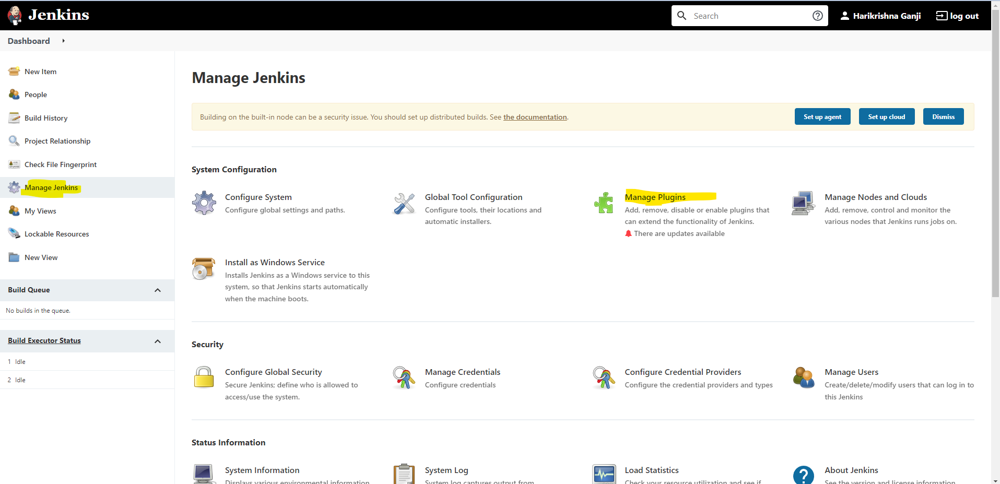 Jenkins
Search
Harikrishna Ganji
log out
Dashboard
New Item
People
Build History
Project Relationship
Check File Fingerprint
Manage Jenkins
My Views
Lockable Resources
New View
Build Queue
No builds in the queue.
Build Executor Status
1 Idle
2 Idle
Manage Jenkins
Building on the built-in node can be a security issue. You should set up distributed builds. See the documentation.
Set up agent
Set up cloud
Dismiss
System Configuration
Configure System
Configure global settings and paths.
Global Tool Configuration
Configure tools, their locations and
automatic installers.
Manage Plugins
Add, remove, disable or enable plugins that
can extend the functionality of Jenkins.
There are updates available
Manage Nodes and Clouds
Add, remove, control and monitor the
various nodes that Jenkins runs jobs on.
Install as Windows Service
Installs Jenkins as a Windows service to this
system, so that Jenkins starts automatically
when the machine boots.
Security
Configure Global Security
Secure Jenkins; define who is allowed to
access/use the system.
Manage Credentials
Configure credentials
Configure Credential Providers
Configure the credential providers and types
Manage Users
Create/delete/modify users that can log in to
this Jenkins
Status Information
System Information
Displays various environmental information
System Log
System log captures output from
Load Statistics
Check your resource utilization and see if
About Jenkins
See the version and license information